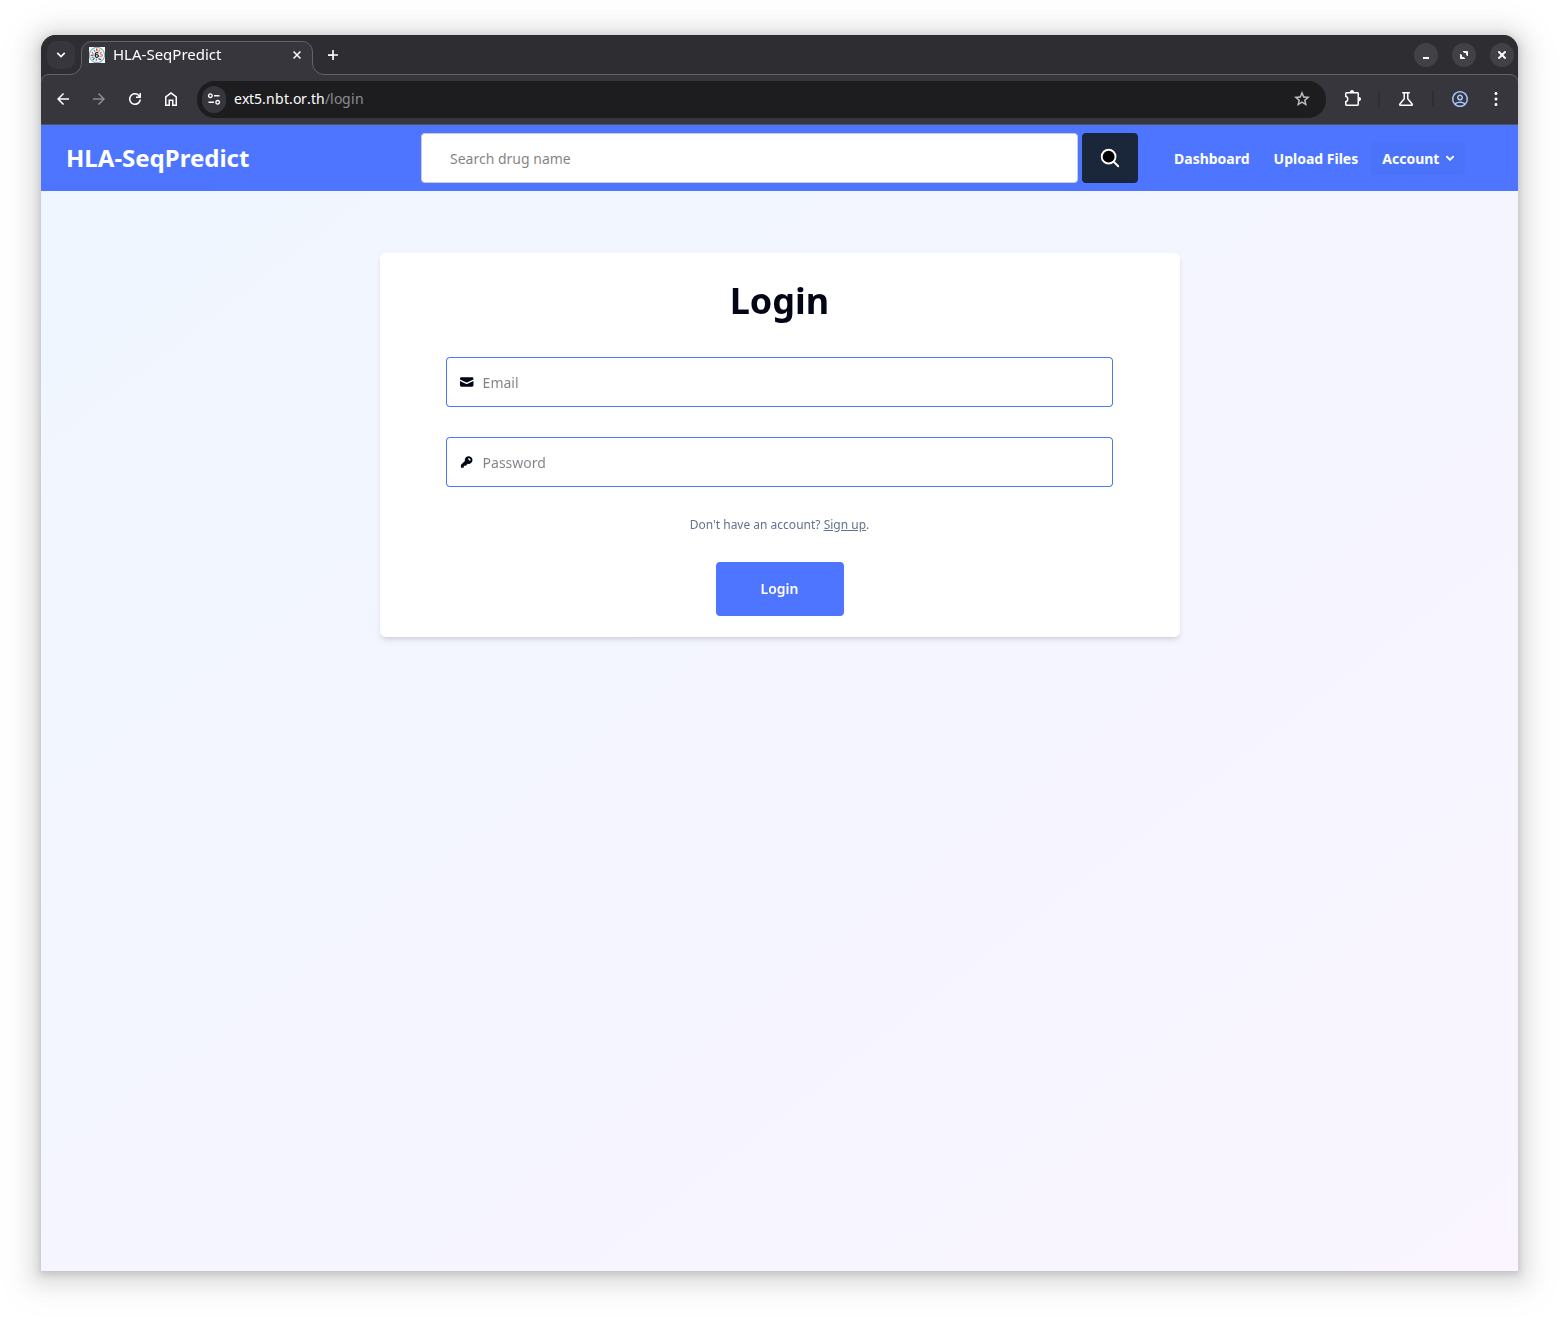 HLA-SeqPredict
ext5.nbt.or.th/login
HLA-SeqPredict
Search drug name
Dashboard
Upload Files
Account
Login
Email
Password
Don't have an account? Sign up.
Login